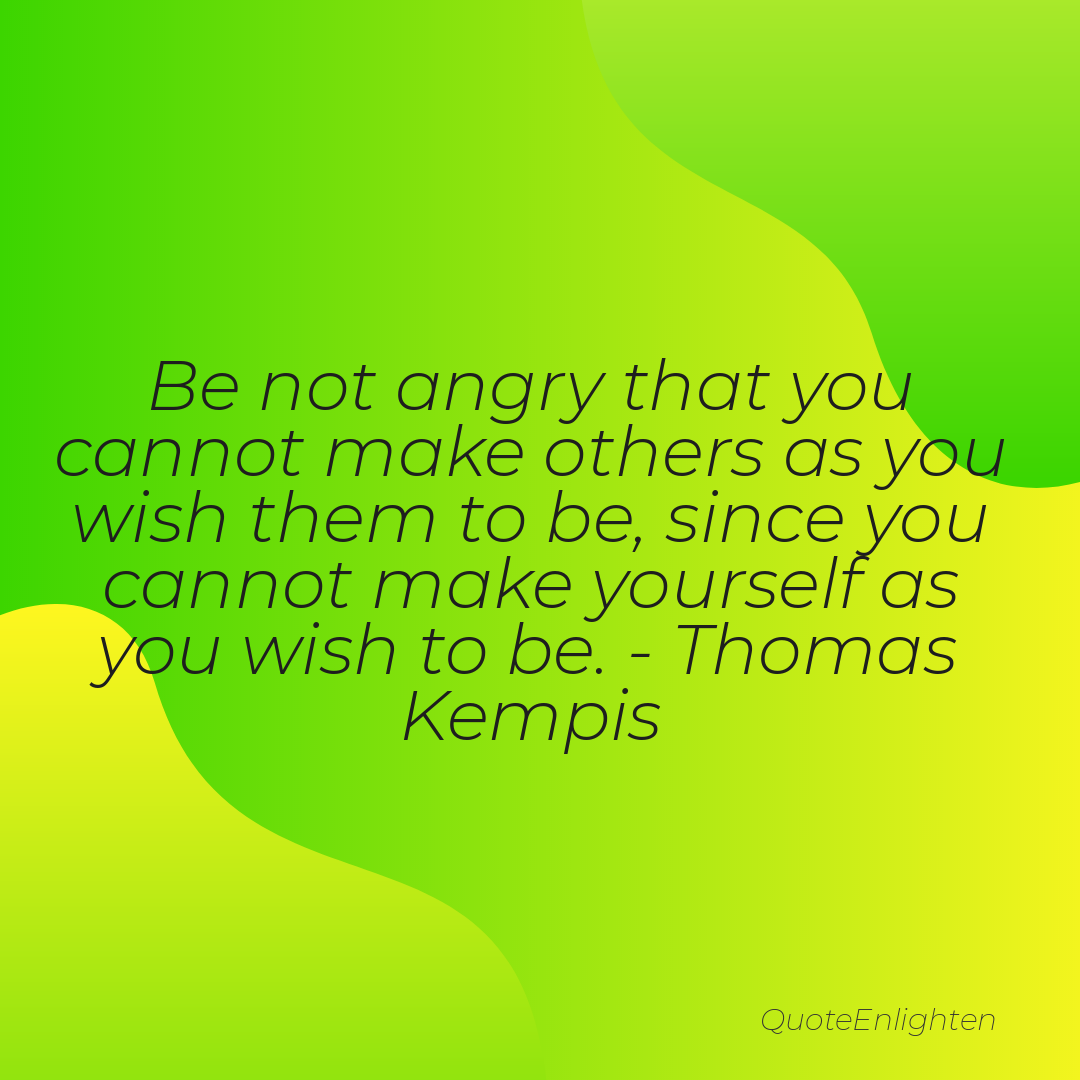 Be not angry that you
cannot make others as you
wish them to be, since you
cannot make yourself as
you wish to be. - Thomas
Kempis
QuoteEnlighten